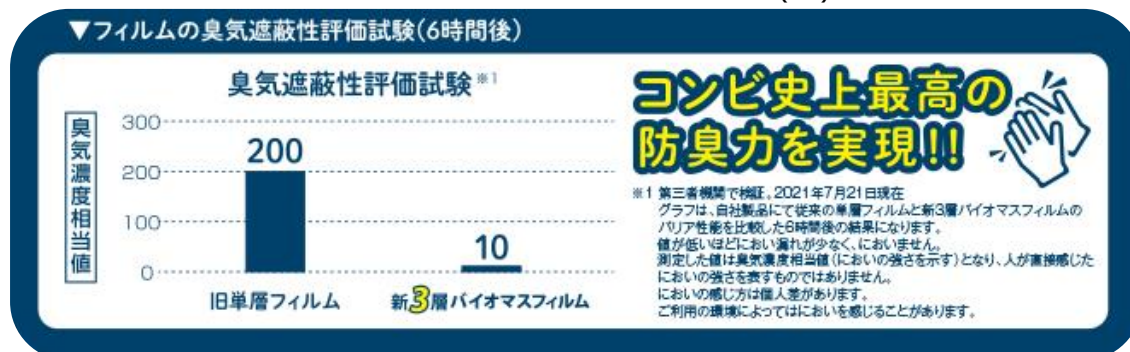 ▼フィルムの臭気遮蔽性評価試験(6時間後)
臭気遮蔽性評価試験※1
臭気濃度相当値
300
200
100
0
200
10
旧単層フィルム
新3層バイオマスフィルム
コンビ史上最高の
防臭力を実現!!
※1 第三者機関で検証。2021年7月21日現在
グラフは、自社製品にて従来の単層フィルムと新3層バイオマスフィルムの
バリア性能を比較した6時間後の結果になります。
値が低いほどにおい漏れが少なく、においません。
測定した値は臭気濃度相当値(においの強さを示す)となり、人が直接感じた
においの強さを表すものではありません。
においの感じ方は個人差があります。
ご利用の環境によってはにおいを感じることがあります。